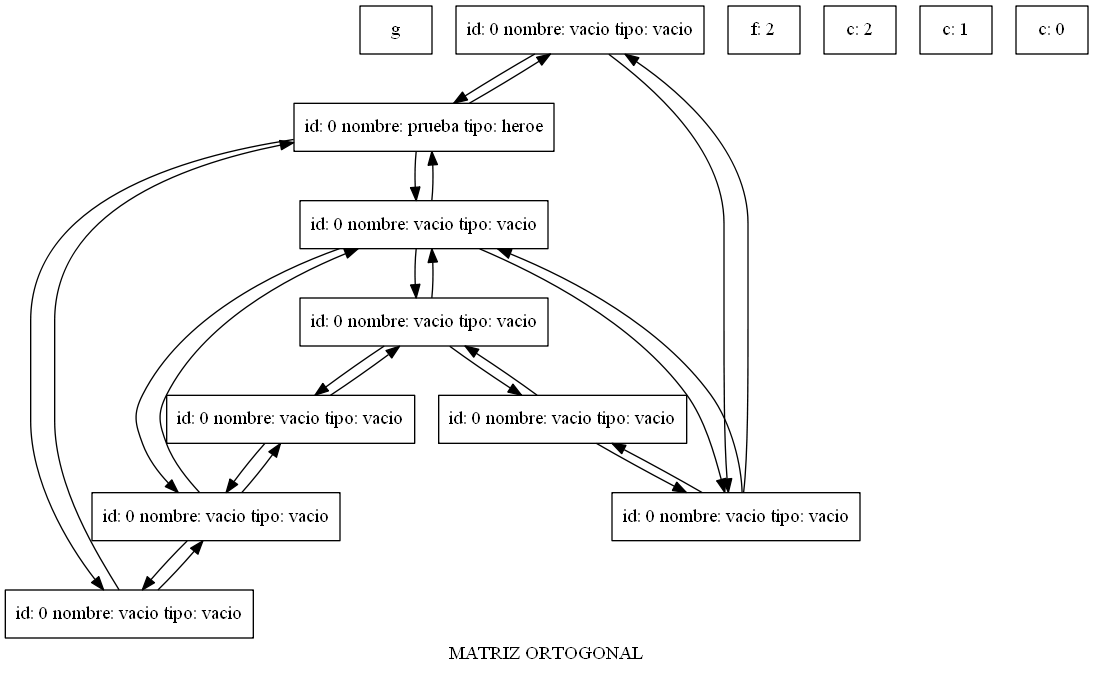 g
id: 0 nombre: vacio tipo: vacio
f: 2
c: 2
c: 1
c: 0
id: 0 nombre: prueba tipo: heroe
id: 0 nombre: vacio tipo: vacio
id: 0 nombre: vacio tipo: vacio
id: 0 nombre: vacio tipo: vacio
id: 0 nombre: vacio tipo: vacio
id: 0 nombre: vacio tipo: vacio
id: 0 nombre: vacio tipo: vacio
id: 0 nombre: vacio tipo: vacio
MATRIZ ORTOGONAL